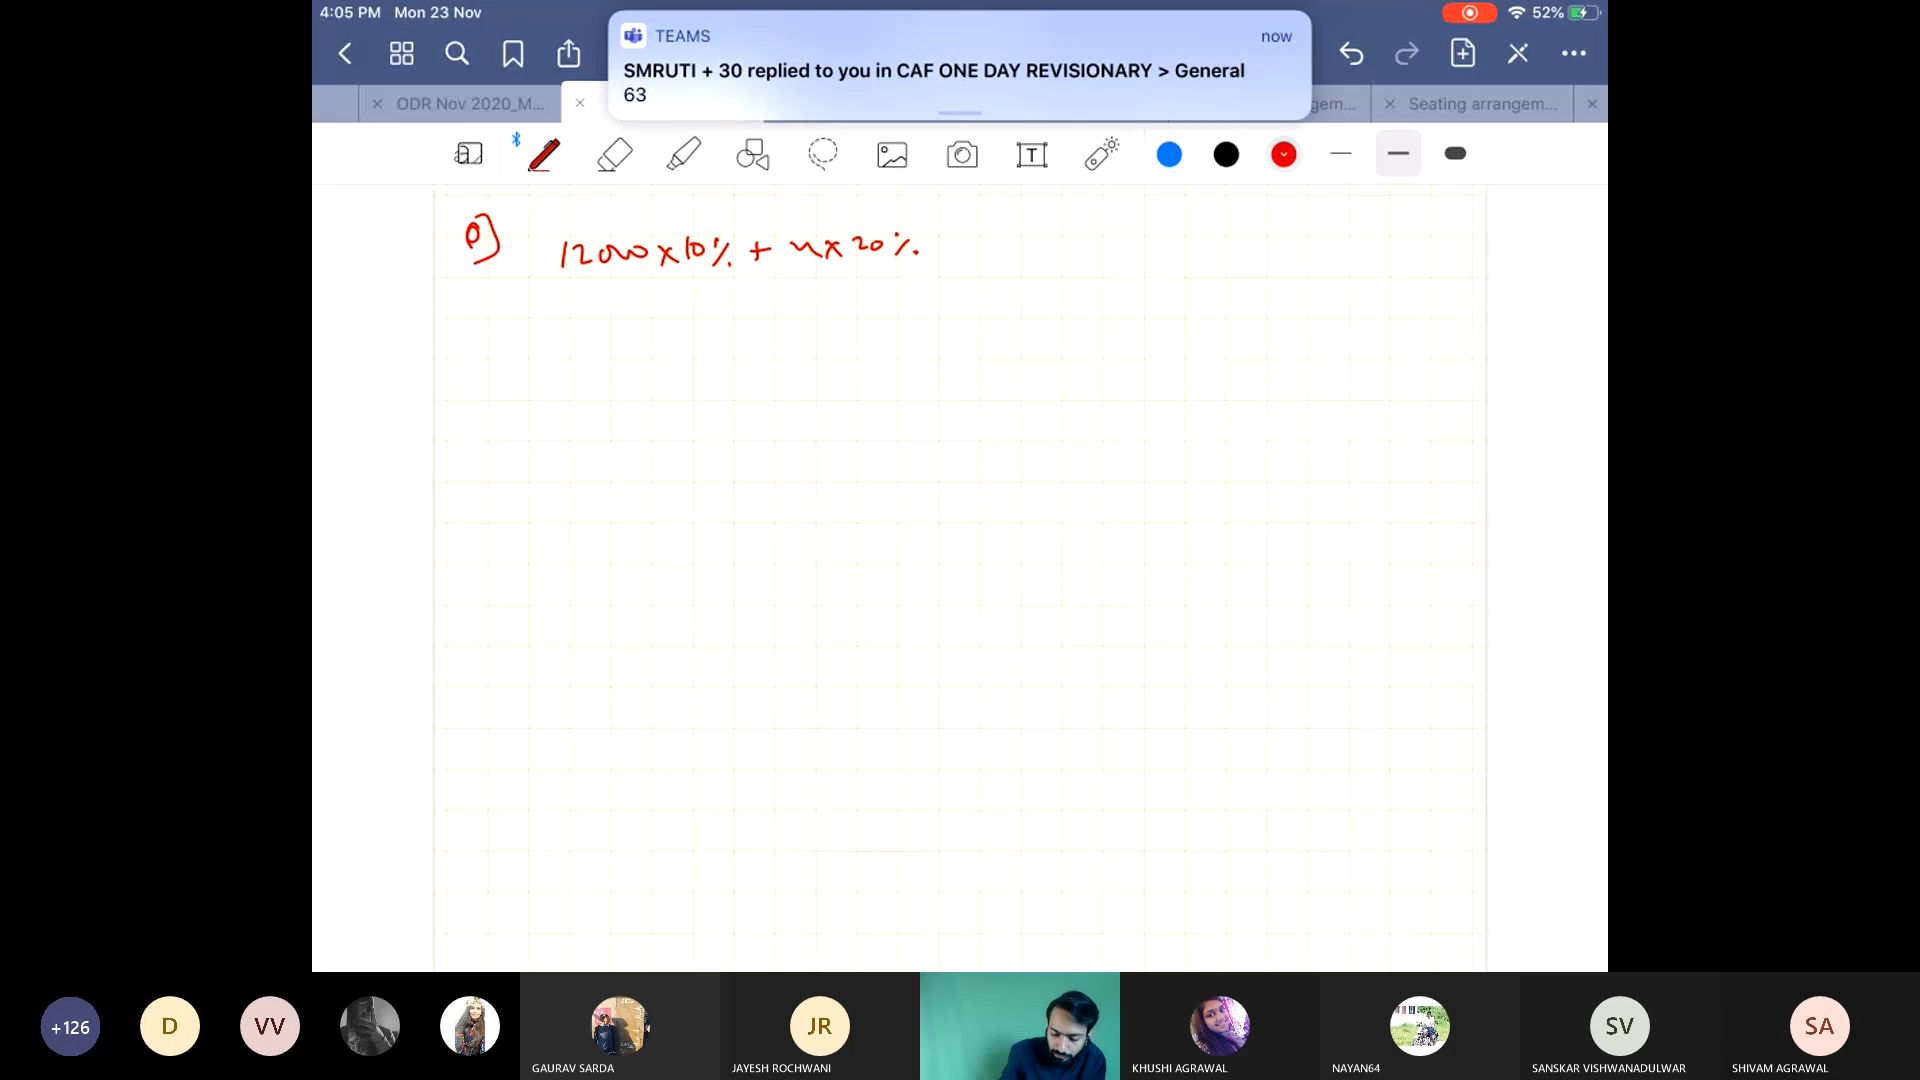 4:05 PM Mon 23 Nov
52%
TEAMS
now
SMRUTI + 30 replied to you in CAF ONE DAY REVISIONARY > General
63
ODR Nov 2020_M...
gem...
Seating arrangem...
T
12000 x 10% + x x 20%
+126
D
VV
JR
SV
SA
GAURAV SARDA
JAYESH ROCHWANI
KHUSHI AGRAWAL
NAYAN64
SANSKAR VISHWANADULWAR
SHIVAM AGRAWAL